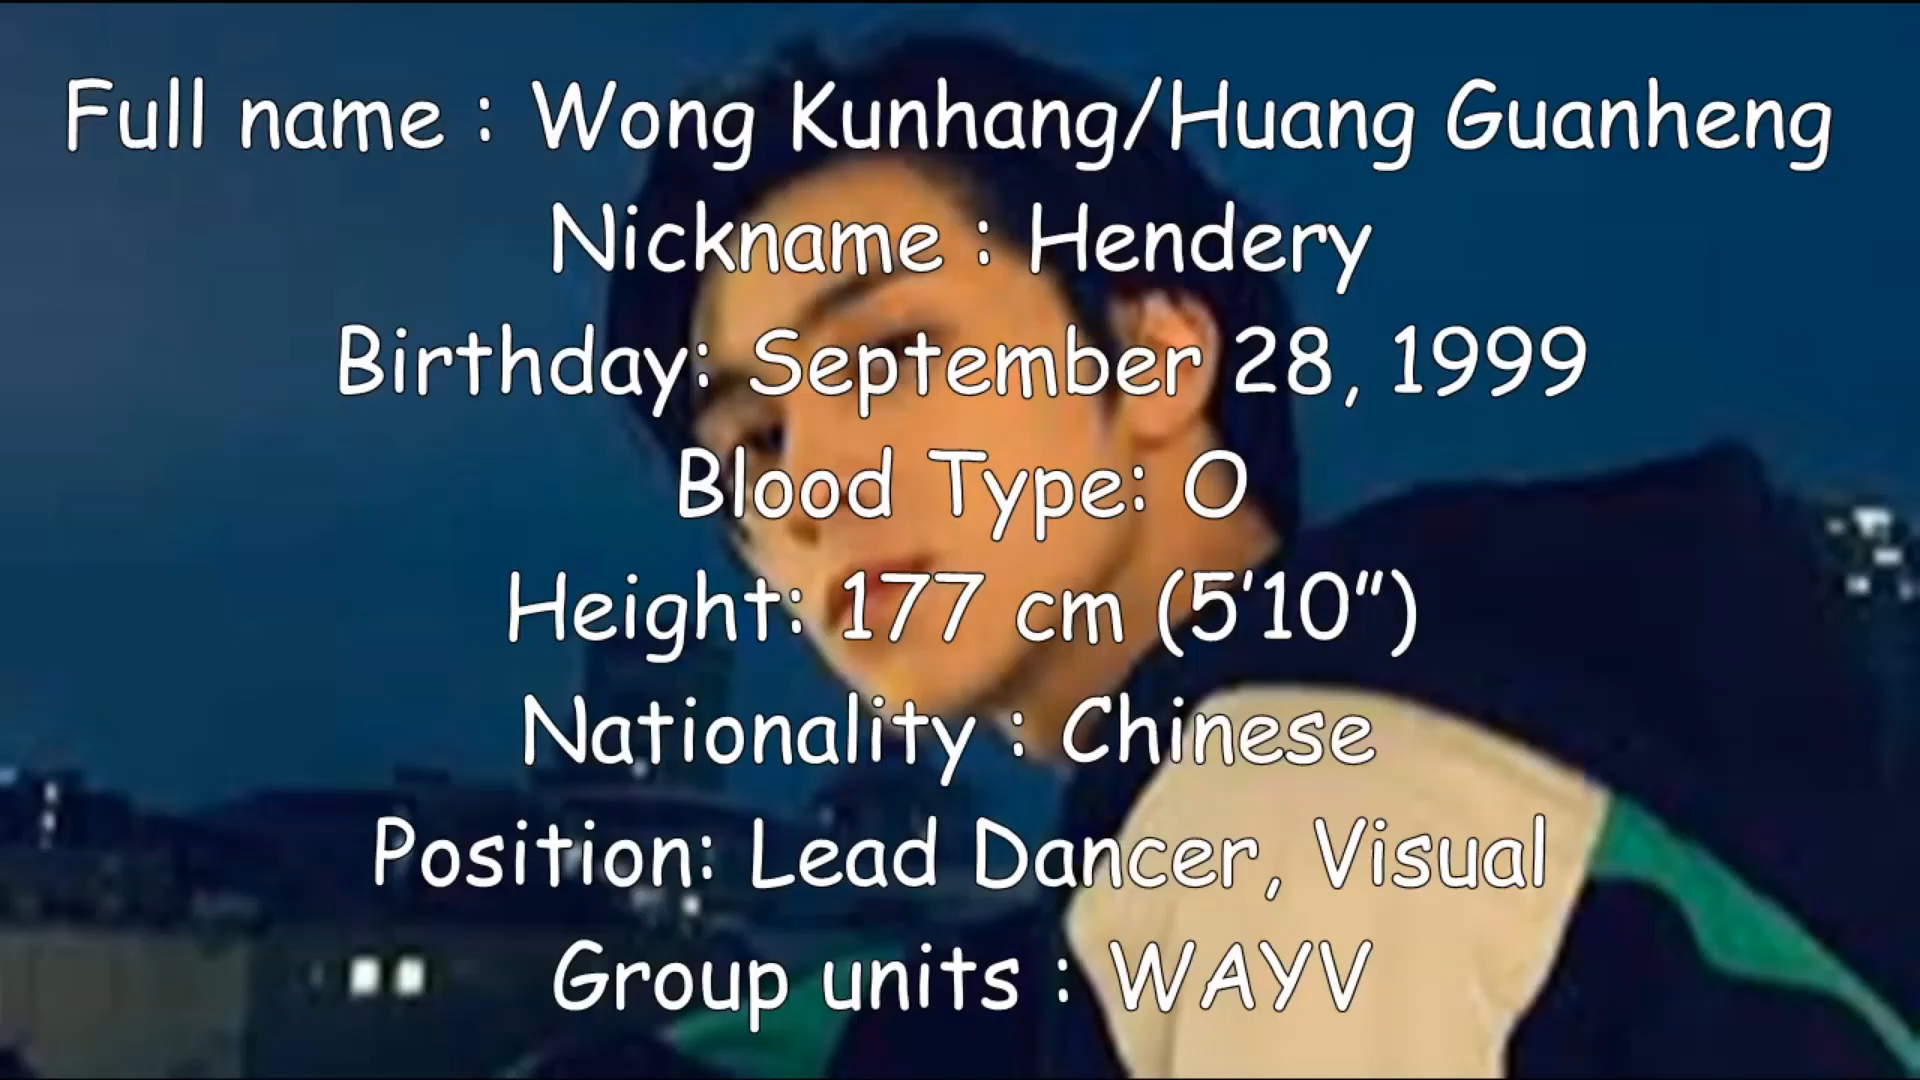 Full name : Wong Kunhang/Huang Guanheng
Nickname : Hendery
Birthday: September 28, 1999
Blood Type: O
Height: 177 cm (5’10”)
Nationality : Chinese
Position: Lead Dancer, Visual
Group units : WAYV